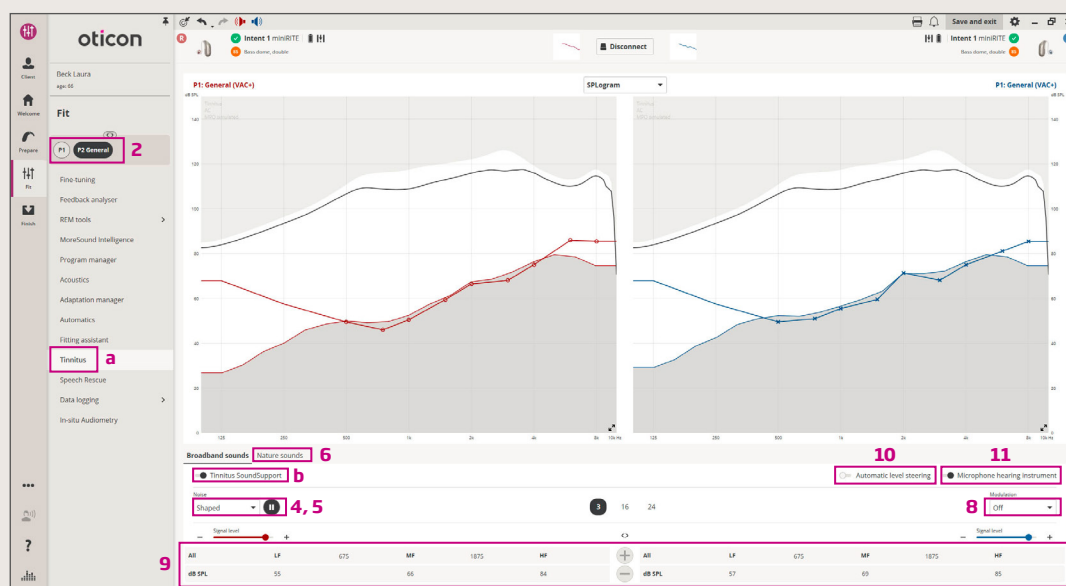 oticon
Save and exit
R
Intent 1 miniRITE
Bass dome, double
Disconnect
Intent 1 miniRITE
Bass dome, double
Client
Welcome
Prepare
Fit
Finish
?
Beck Laura
age: 60
Fit
P1 P2 General
2
Fine-tuning
Feedback analyser
REM tools
MoreSound Intelligence
Program manager
Acoustics
Adaptation manager
Automatics
Fitting assistant
Tinnitus
a
Speech Rescue
Data logging
In-situ Audiometry
P1: General (VAC+)
SPLogram
P1: General (VAC+)
dB SPL
Tinnitus
140
120
100
80
60
40
20
0
125 250 500 1k 2k 4k 8k 10k Hz
dB SPL
Tinnitus
140
120
100
80
60
40
20
0
125 250 500 1k 2k 4k 8k 10k Hz
Broadband sounds Nature sounds
6
10
11
Tinnitus SoundSupport
b
Automatic level steering
Microphone hearing instrument
Noise
Shaped
4, 5
3 16 24
8
Modulation
Off
Signal level
− +
Signal level
− +
9
All LF 675 MF 1875 HF + All LF 675 MF 1875 HF
dB SPL 55 66 84 − dB SPL 57 69 85